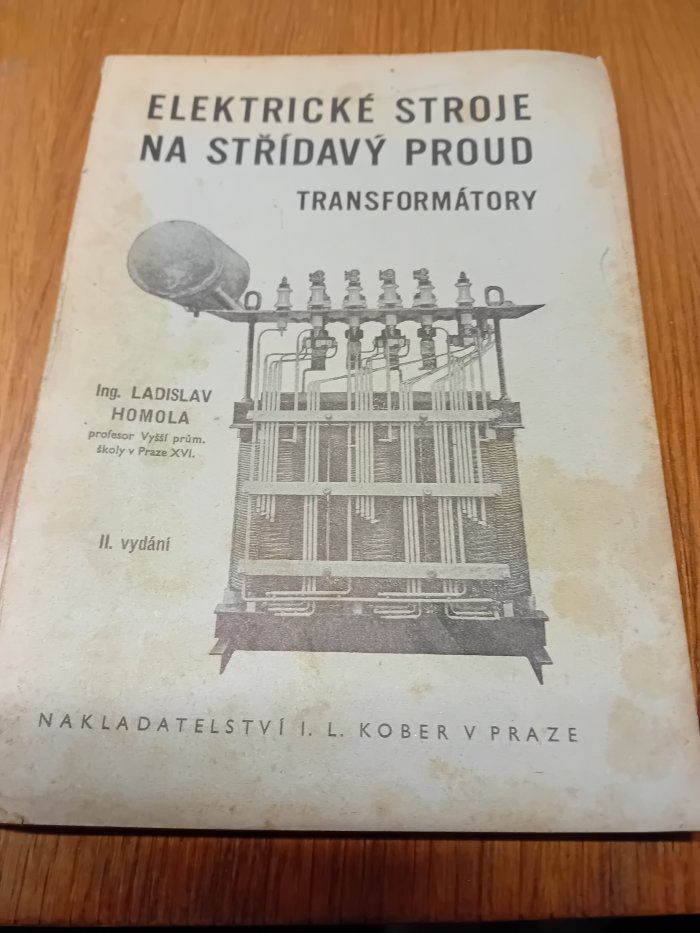 ELEKTRICKÉ STROJE
NA STŘÍDAVÝ PROUD
TRANSFORMÁTORY
Ing. LADISLAV
HOMOLA
profesor Vyšší prům.
školy v Praze XVI.
II. vydání
NAKLADATELSTVÍ I. L. KOBER V PRAZE